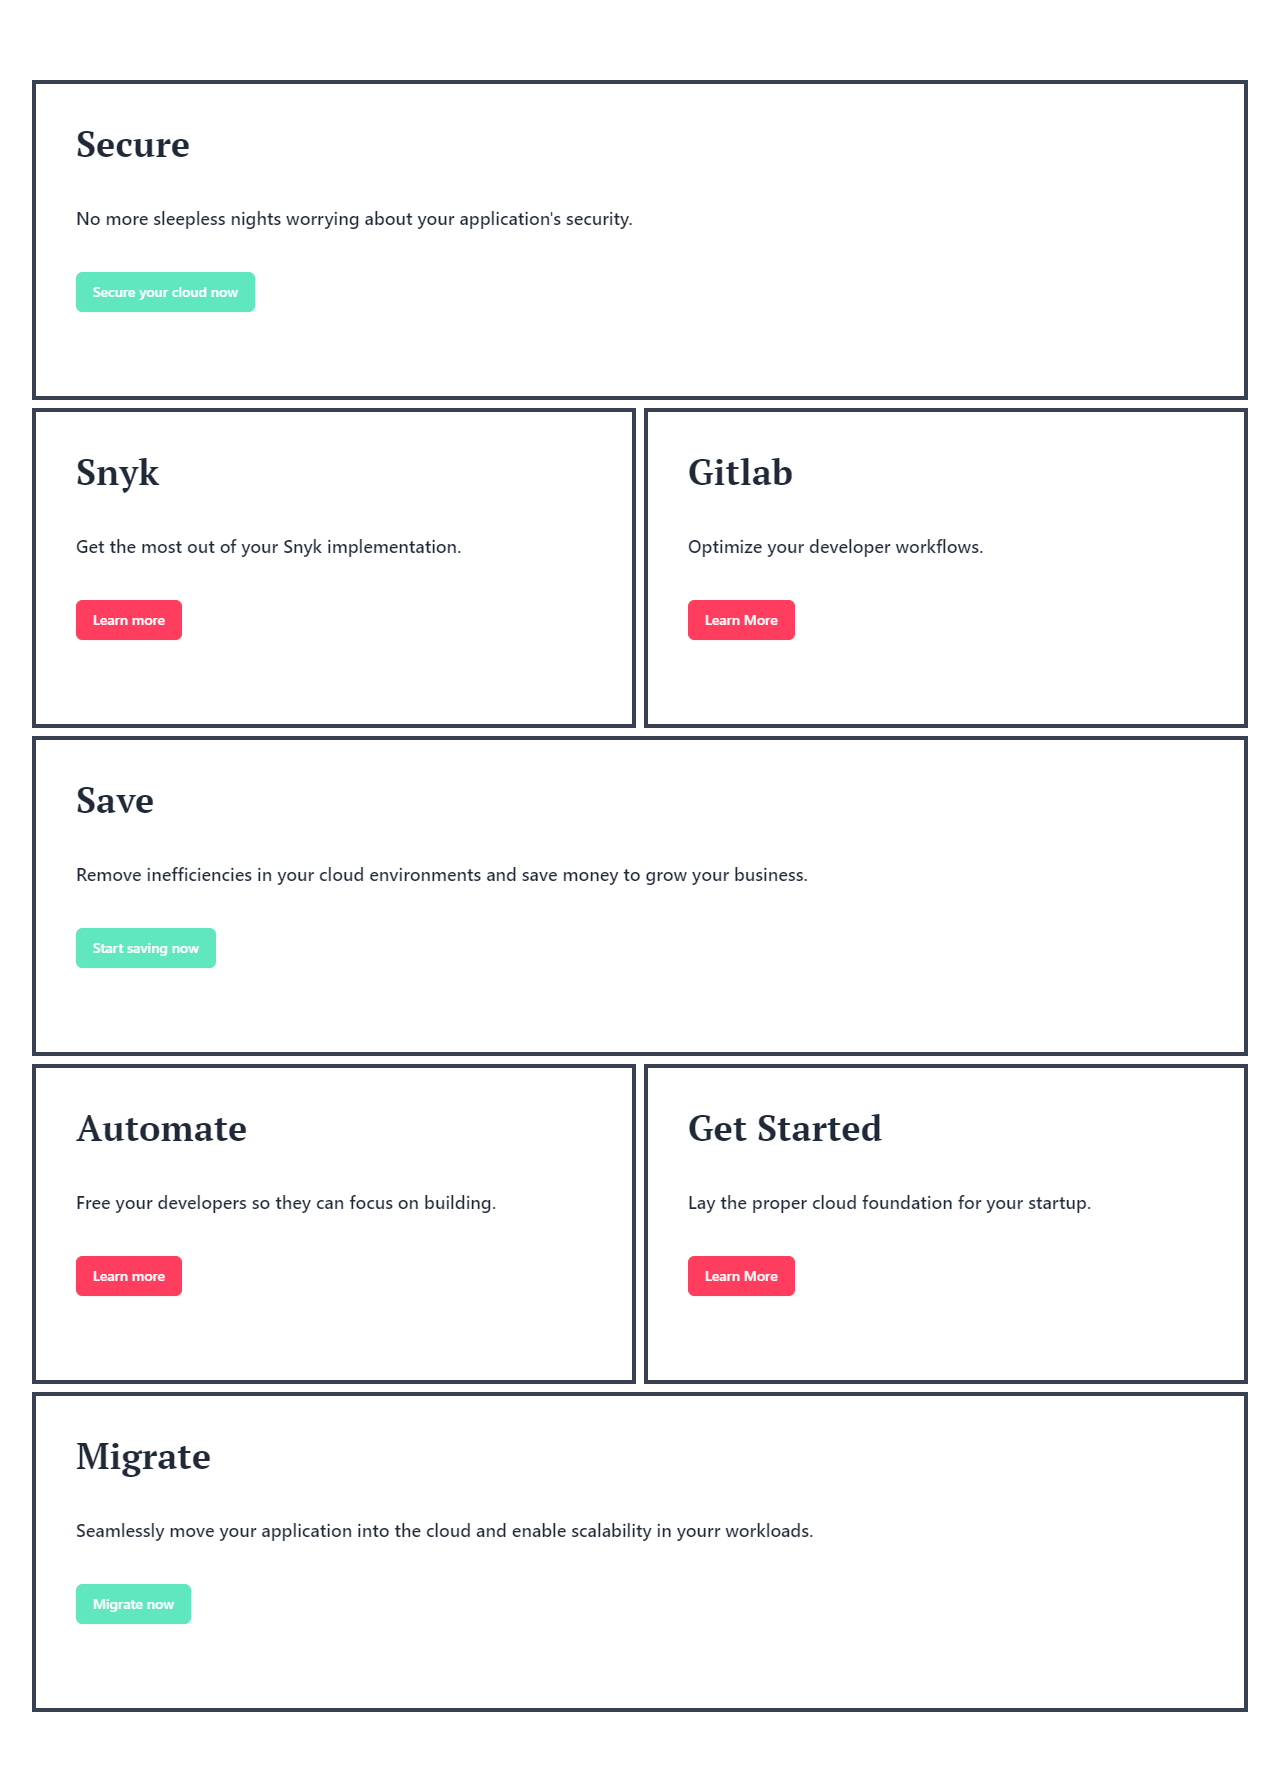 Secure
No more sleepless nights worrying about your application's security.
Secure your cloud now
Snyk
Get the most out of your Snyk implementation.
Learn more
Gitlab
Optimize your developer workflows.
Learn More
Save
Remove inefficiencies in your cloud environments and save money to grow your business.
Start saving now
Automate
Free your developers so they can focus on building.
Learn more
Get Started
Lay the proper cloud foundation for your startup.
Learn More
Migrate
Seamlessly move your application into the cloud and enable scalability in yourr workloads.
Migrate now